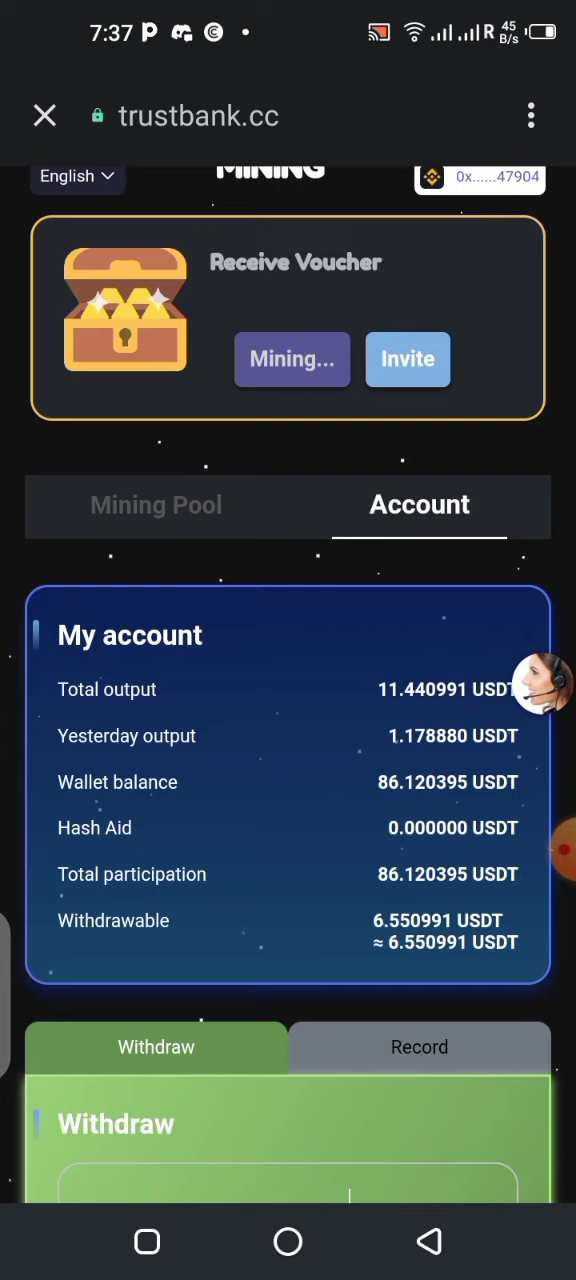 7:37
R 45 B/s
trustbank.cc
English
MINING
0x......47904
Receive Voucher
Mining...
Invite
Mining Pool
Account
My account
Total output 11.440991 USDT
Yesterday output 1.178880 USDT
Wallet balance 86.120395 USDT
Hash Aid 0.000000 USDT
Total participation 86.120395 USDT
Withdrawable 6.550991 USDT
≈ 6.550991 USDT
Withdraw
Record
Withdraw